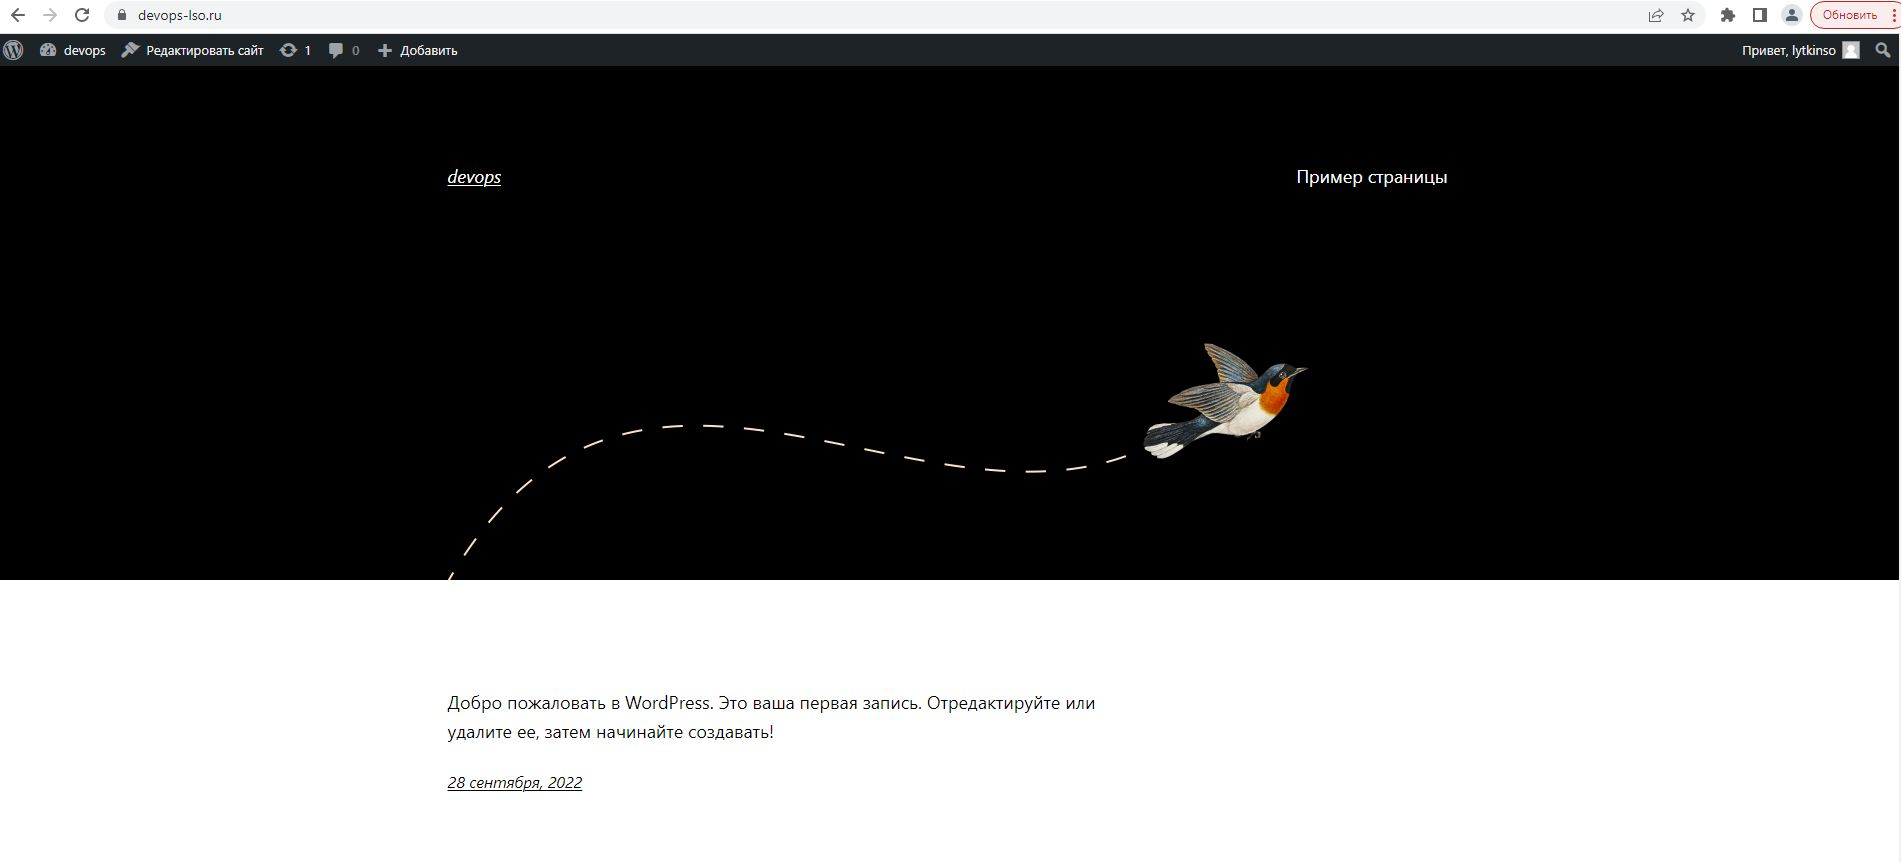 devops-lso.ru
Обновить
devops Редактировать сайт 1 0 Добавить
Привет, lytkinso
devops
Пример страницы
Добро пожаловать в WordPress. Это ваша первая запись. Отредактируйте или
удалите ее, затем начинайте создавать!
28 сентября, 2022